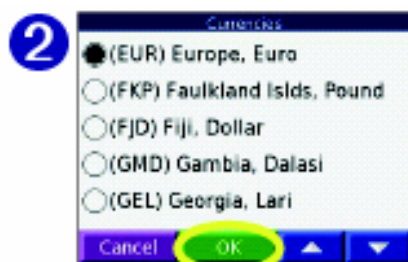 2
Currencies
(EUR) Europe, Euro
(FKP) Faulkland Islds, Pound
(FJD) Fiji, Dollar
(GMD) Gambia, Dalasi
(GEL) Georgia, Lari
Cancel OK